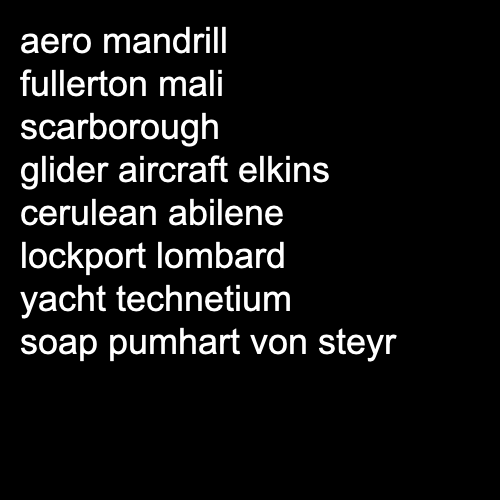 aero mandrill
fullerton mali
scarborough
glider aircraft elkins
cerulean abilene
lockport lombard
yacht technetium
soap pumhart von steyr